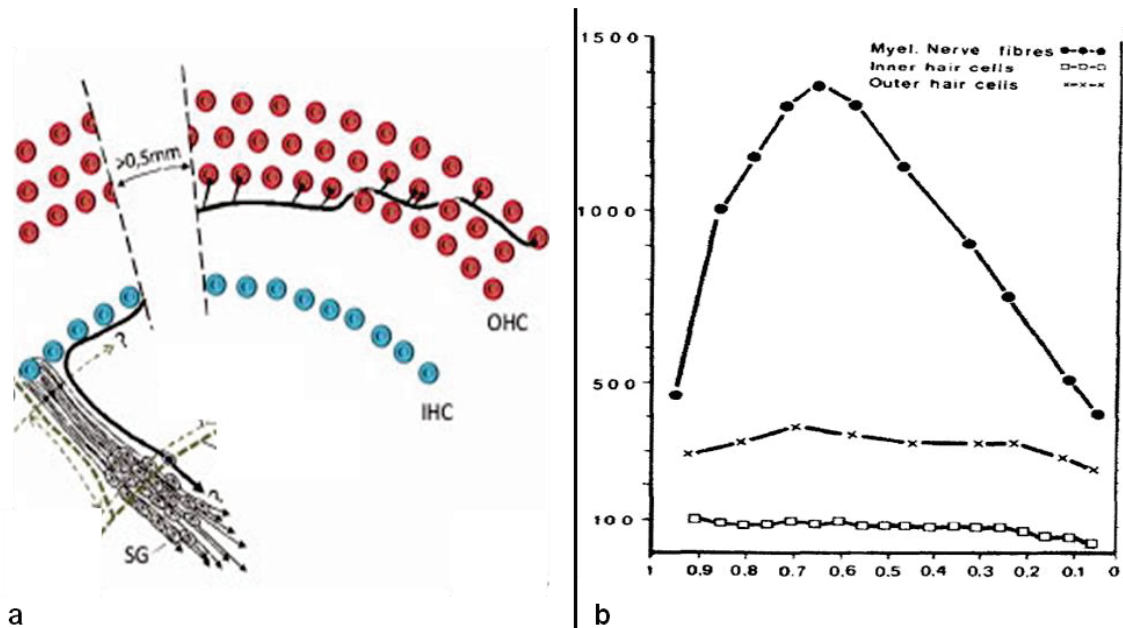 >0,5mm
OHC
?
IHC
SG
a
1500
1000
500
100
Myel. Nerve fibres
Inner hair cells
Outer hair cells
1 0.9 0.8 0.7 0.6 0.5 0.4 0.3 0.2 0.1 0
b